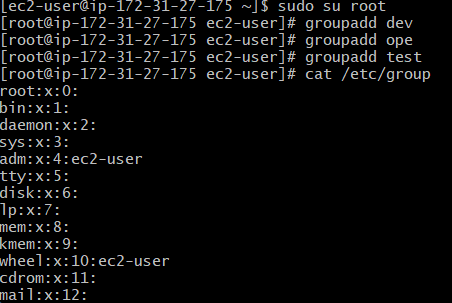 [ec2-user@ip-172-31-27-175 ~]$ sudo su root
[root@ip-172-31-27-175 ec2-user]# groupadd dev
[root@ip-172-31-27-175 ec2-user]# groupadd ope
[root@ip-172-31-27-175 ec2-user]# groupadd test
[root@ip-172-31-27-175 ec2-user]# cat /etc/group
root:x:0:
bin:x:1:
daemon:x:2:
sys:x:3:
adm:x:4:ec2-user
tty:x:5:
disk:x:6:
lp:x:7:
mem:x:8:
kmem:x:9:
wheel:x:10:ec2-user
cdrom:x:11:
mail:x:12: